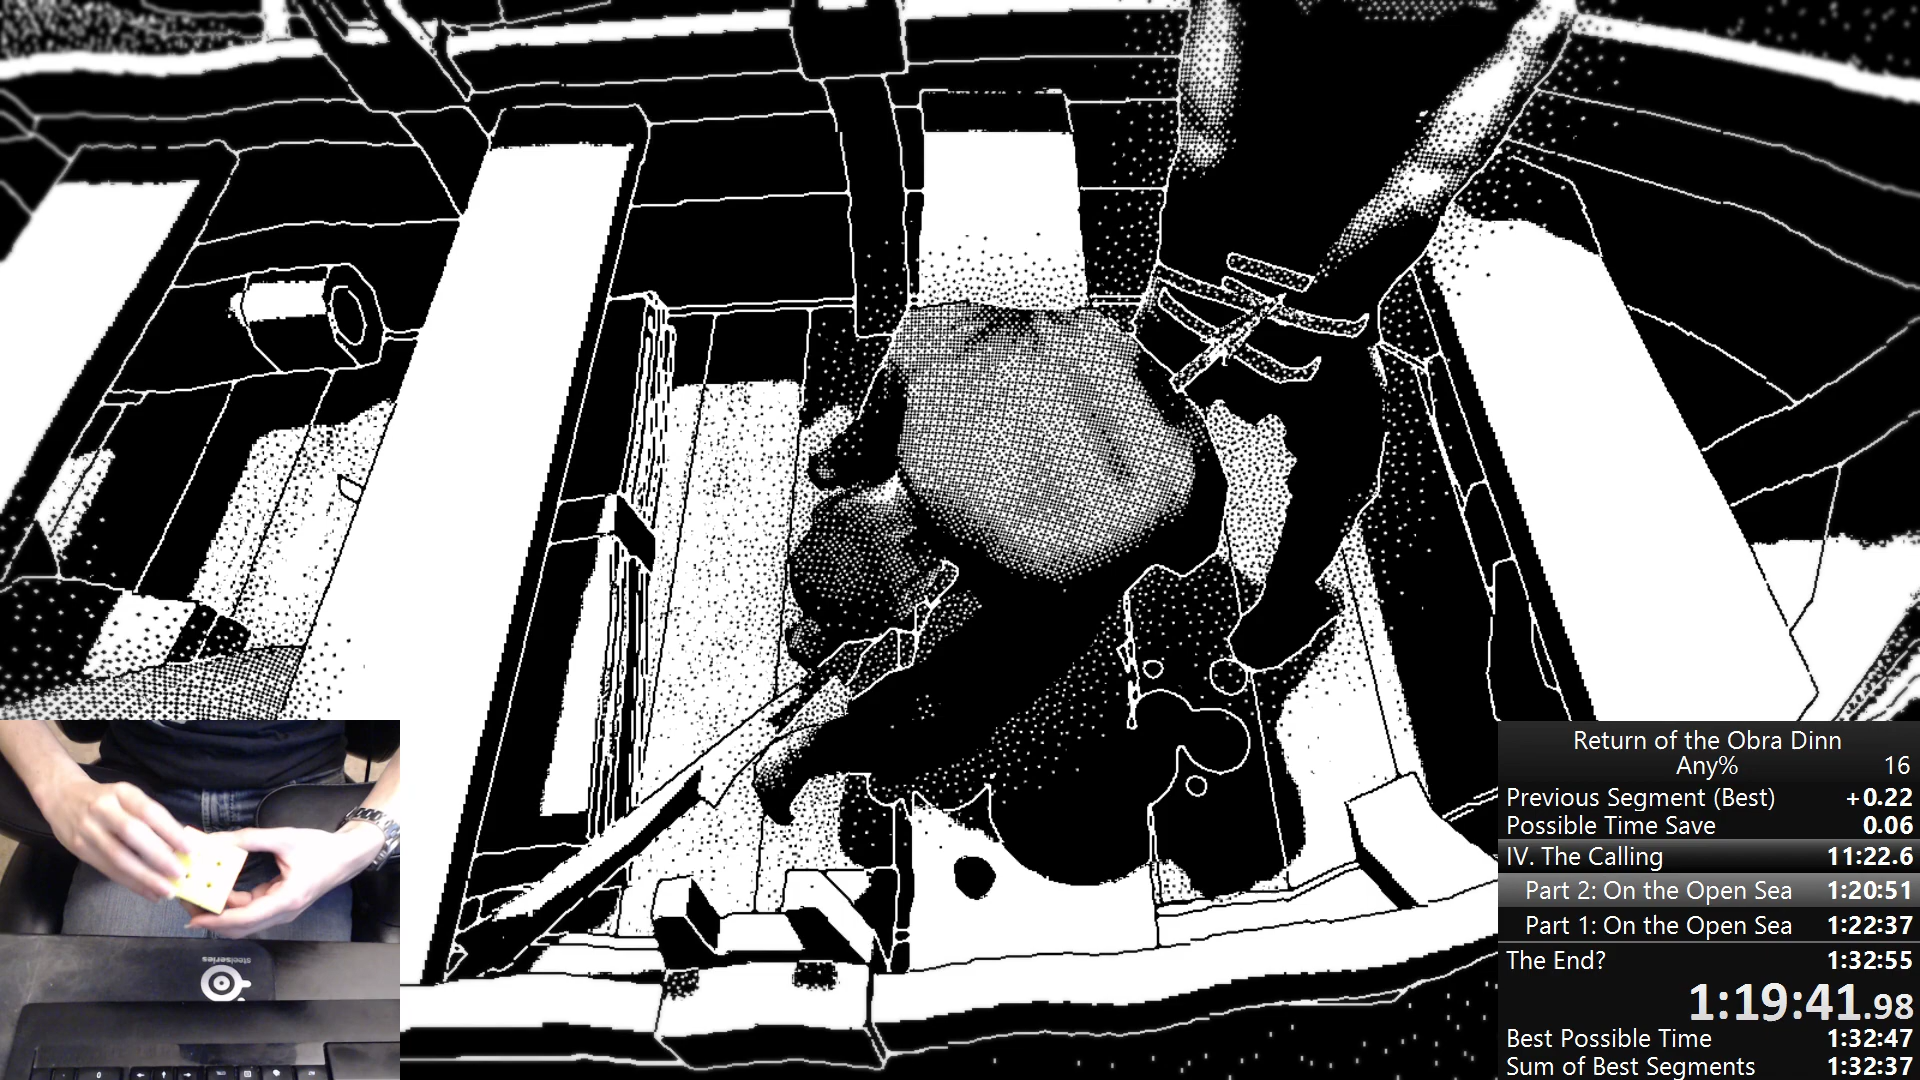 Return of the Obra Dinn
Any% 16
Previous Segment (Best) +0.22
Possible Time Save 0.06
IV. The Calling 11:22.6
Part 2: On the Open Sea 1:20:51
Part 1: On the Open Sea 1:22:37
The End? 1:32:55
1:19:41.98
Best Possible Time 1:32:47
Sum of Best Segments 1:32:37
steelseries